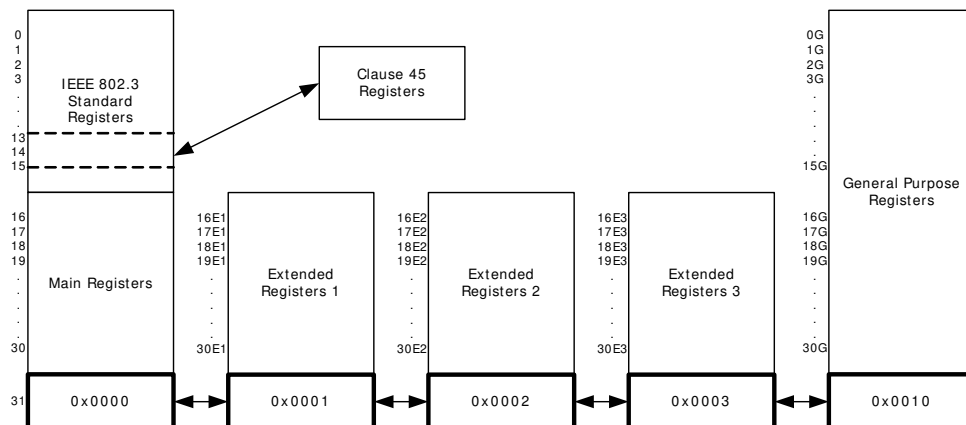 0
1
2
3
.
.
.
13
14
15
IEEE 802.3
Standard
Registers
Clause 45
Registers
16
17
18
19
.
.
.
.
30
Main Registers
16E1
17E1
18E1
19E1
.
.
.
.
30E1
Extended
Registers 1
16E2
17E2
18E2
19E2
.
.
.
.
30E2
Extended
Registers 2
16E3
17E3
18E3
19E3
.
.
.
.
30E3
Extended
Registers 3
0G
1G
2G
3G
.
.
.
.
15G
16G
17G
18G
19G
.
.
.
.
30G
General Purpose
Registers
31
0x0000
0x0001
0x0002
0x0003
0x0010